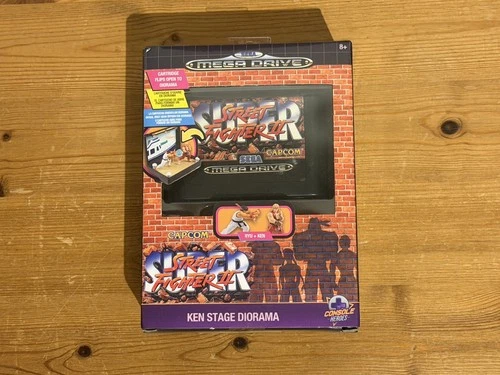 SEGA
MEGA DRIVE
8+
CARTRIDGE
FLIPS OPEN TO
DIORAMA
SUPER
STREET
FIGHTER II
CAPCOM
SEGA
MEGA DRIVE
RYU + KEN
CAPCOM
SUPER
STREET
FIGHTER II
KEN STAGE DIORAMA
CONSOLE
HEROES